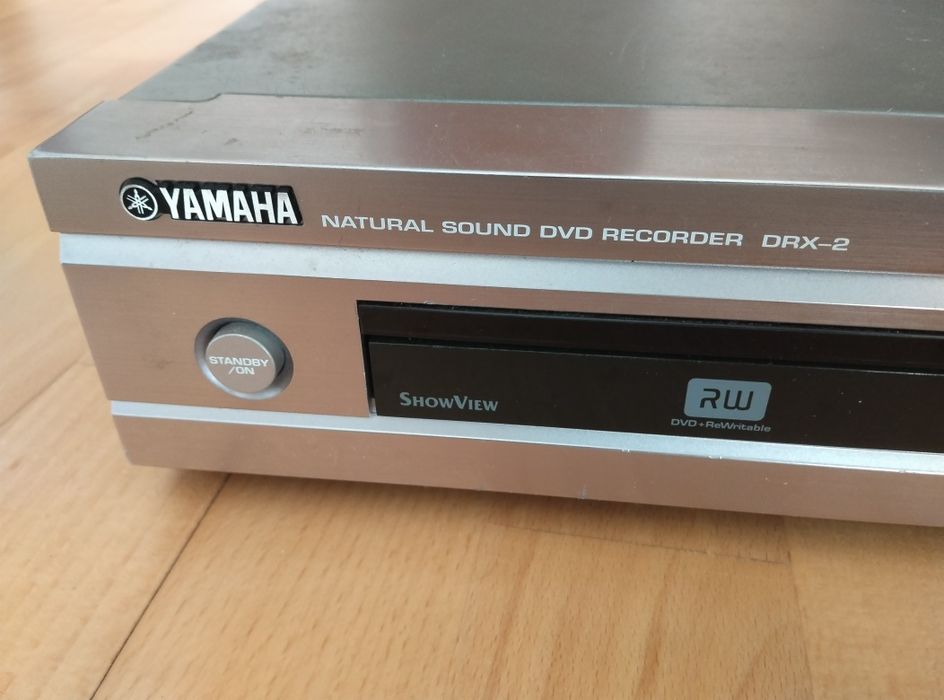 YAMAHA
NATURAL SOUND DVD RECORDER DRX-2
STANDBY
/ON
SHOWVIEW
RW
DVD+ReWritable